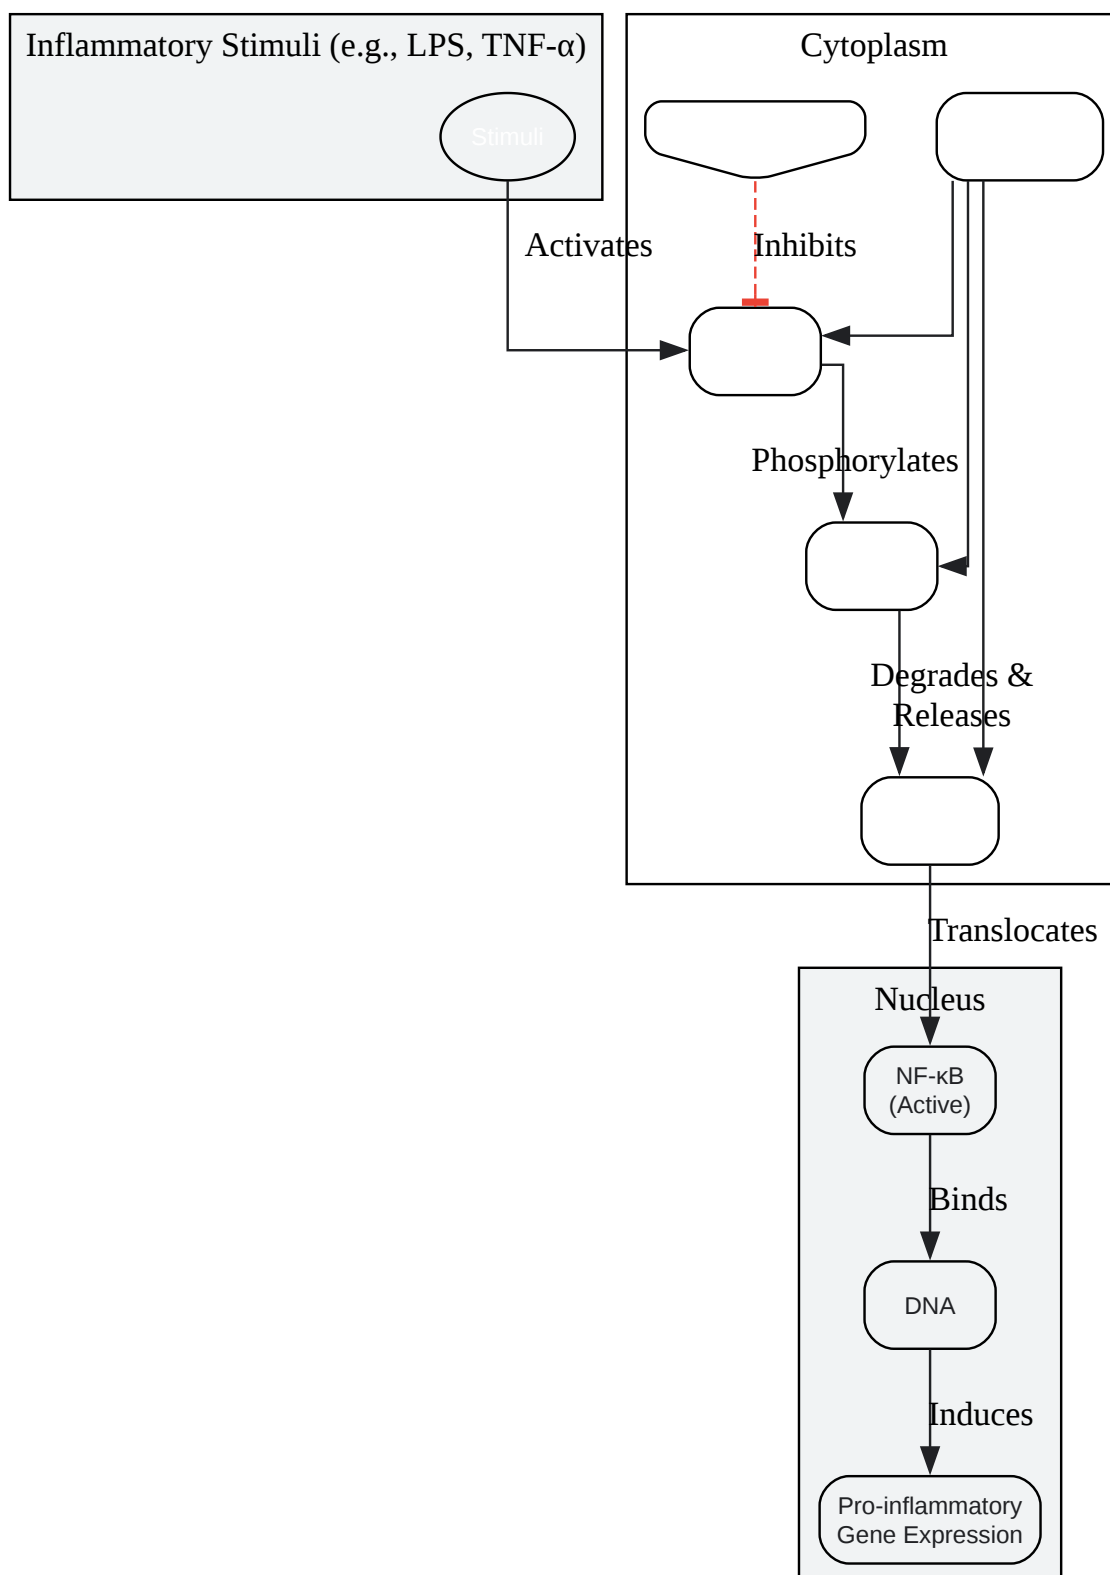 Inflammatory Stimuli (e.g., LPS, TNF-α)
Stimuli
Cytoplasm
Activates
Inhibits
Phosphorylates
Degrades &
Releases
Translocates
Nucleus
NF-κB
(Active)
Binds
DNA
Induces
Pro-inflammatory
Gene Expression